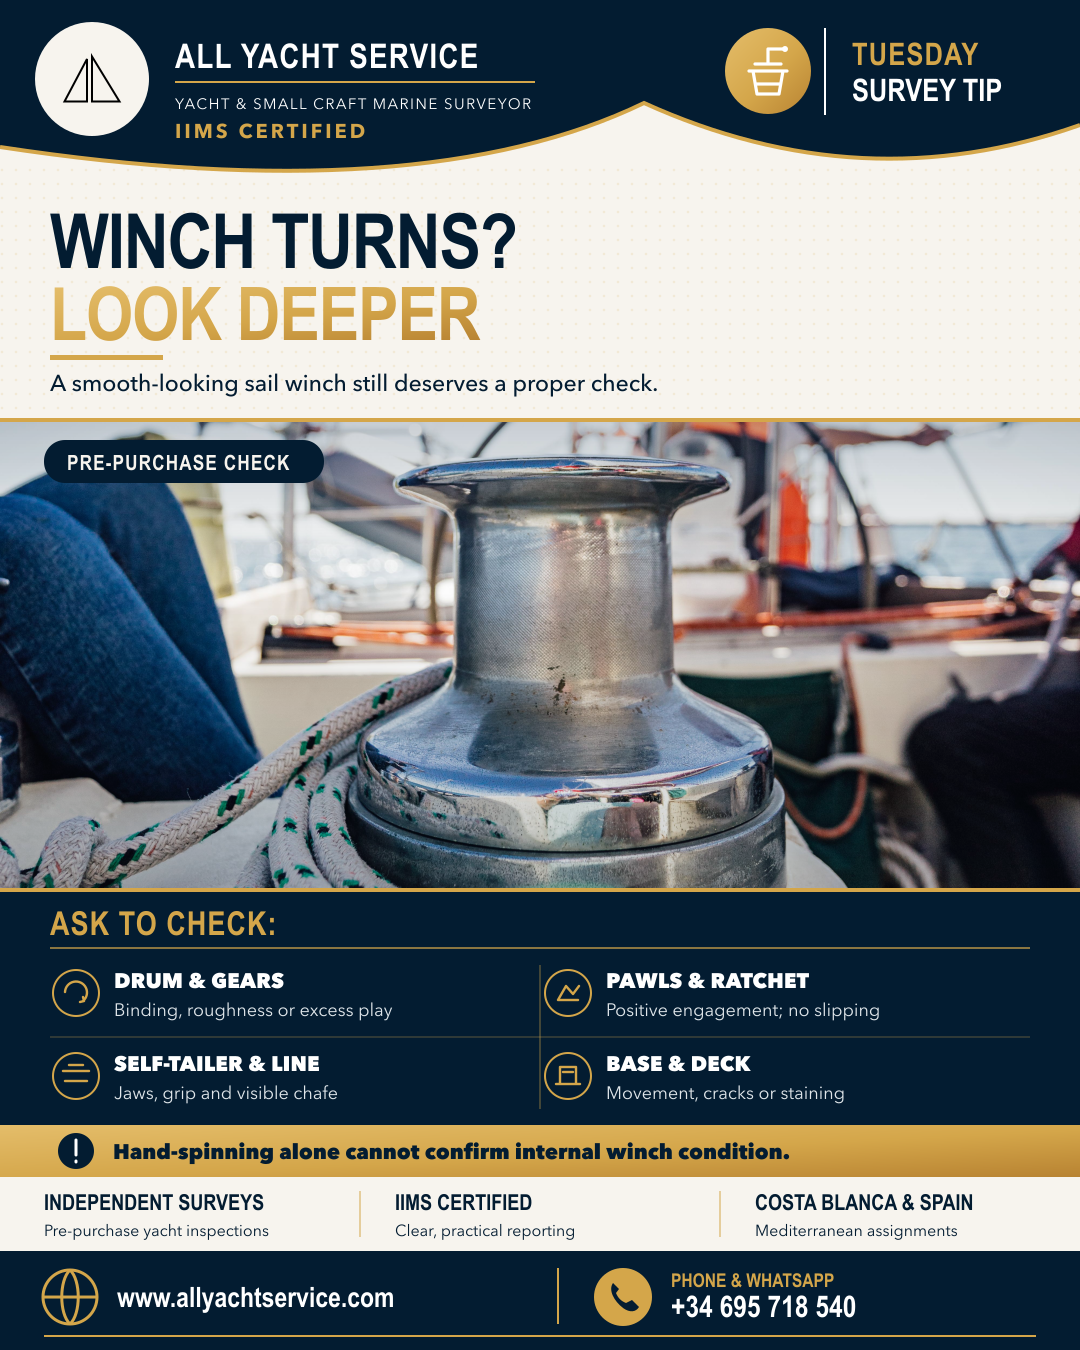 ALL YACHT SERVICE
YACHT & SMALL CRAFT MARINE SURVEYOR
IIMS CERTIFIED
TUESDAY
SURVEY TIP
WINCH TURNS?
LOOK DEEPER
A smooth-looking sail winch still deserves a proper check.
PRE-PURCHASE CHECK
ASK TO CHECK:
DRUM & GEARS
Binding, roughness or excess play
PAWLS & RATCHET
Positive engagement; no slipping
SELF-TAILER & LINE
Jaws, grip and visible chafe
BASE & DECK
Movement, cracks or staining
Hand-spinning alone cannot confirm internal winch condition.
INDEPENDENT SURVEYS
Pre-purchase yacht inspections
IIMS CERTIFIED
Clear, practical reporting
COSTA BLANCA & SPAIN
Mediterranean assignments
www.allyachtservice.com
PHONE & WHATSAPP
+34 695 718 540